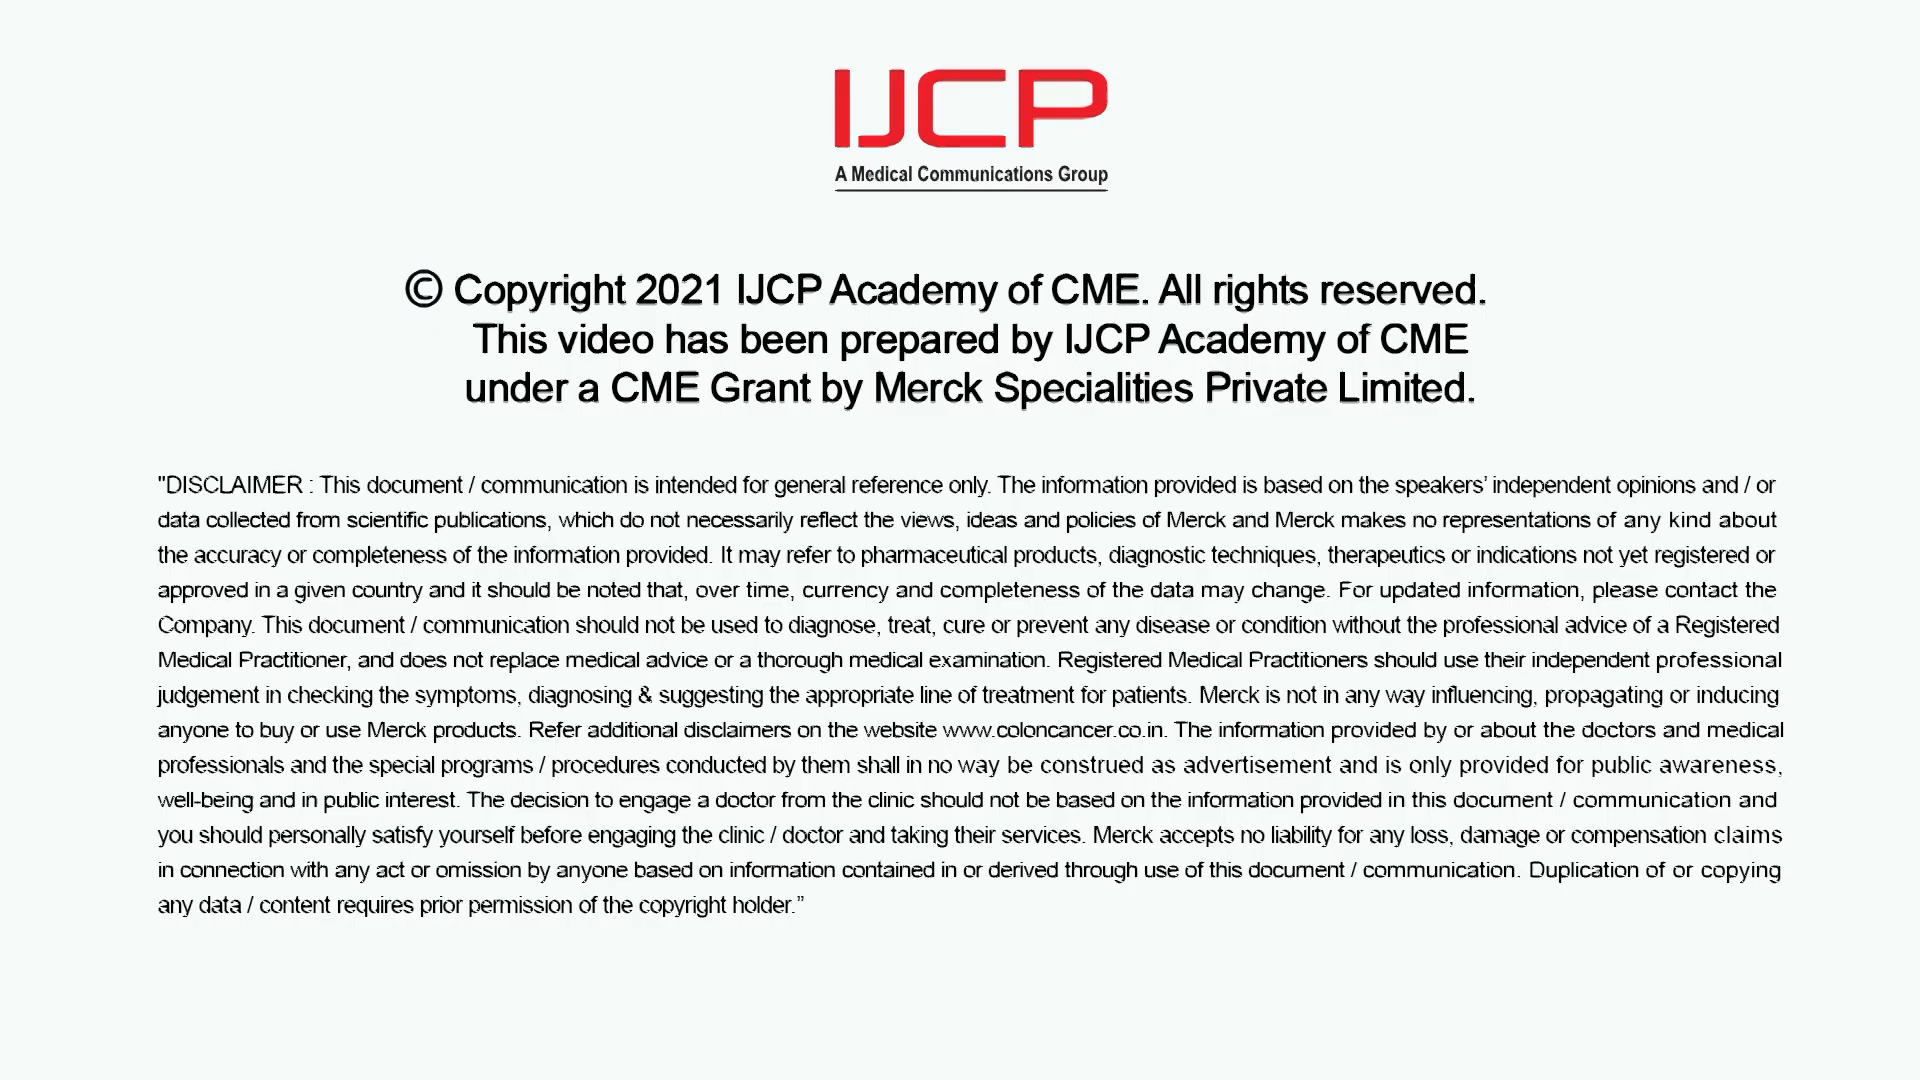 IJCP
A Medical Communications Group
© Copyright 2021 IJCP Academy of CME. All rights reserved.
This video has been prepared by IJCP Academy of CME
under a CME Grant by Merck Specialities Private Limited.
"DISCLAIMER : This document / communication is intended for general reference only. The information provided is based on the speakers’ independent opinions and / or
data collected from scientific publications, which do not necessarily reflect the views, ideas and policies of Merck and Merck makes no representations of any kind about
the accuracy or completeness of the information provided. It may refer to pharmaceutical products, diagnostic techniques, therapeutics or indications not yet registered or
approved in a given country and it should be noted that, over time, currency and completeness of the data may change. For updated information, please contact the
Company. This document / communication should not be used to diagnose, treat, cure or prevent any disease or condition without the professional advice of a Registered
Medical Practitioner, and does not replace medical advice or a thorough medical examination. Registered Medical Practitioners should use their independent professional
judgement in checking the symptoms, diagnosing & suggesting the appropriate line of treatment for patients. Merck is not in any way influencing, propagating or inducing
anyone to buy or use Merck products. Refer additional disclaimers on the website www.coloncancer.co.in. The information provided by or about the doctors and medical
professionals and the special programs / procedures conducted by them shall in no way be construed as advertisement and is only provided for public awareness,
well-being and in public interest. The decision to engage a doctor from the clinic should not be based on the information provided in this document / communication and
you should personally satisfy yourself before engaging the clinic / doctor and taking their services. Merck accepts no liability for any loss, damage or compensation claims
in connection with any act or omission by anyone based on information contained in or derived through use of this document / communication. Duplication of or copying
any data / content requires prior permission of the copyright holder.”